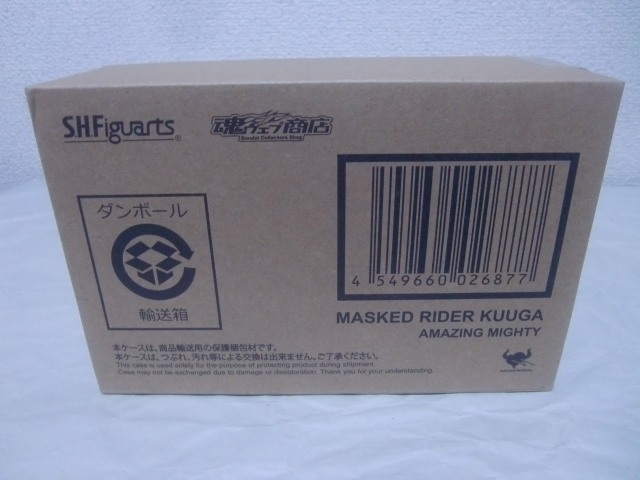 S.H.Figuarts®
魂ウェブ商店
Bandai Collectors Shop
ダンボール
輸送箱
4 549660 026877
MASKED RIDER KUUGA
AMAZING MIGHTY
本ケースは、商品輸送用の保護梱包材です。
本ケースは、つぶれ、汚れ等による交換は出来ません。ご了承ください。
This case is used solely for the purpose of protecting product during shipment.
Case may not be exchanged due to damage or discoloration. Thank you for your understanding.